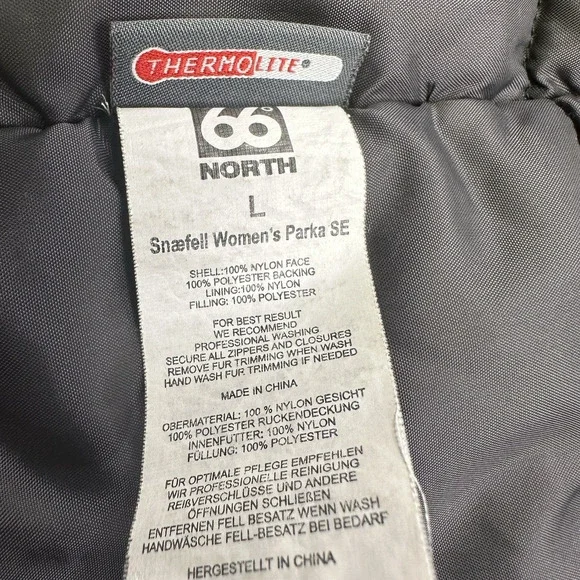 THERMOLITE®
66°
NORTH
L
Snæfell Women's Parka SE
SHELL:100% NYLON FACE
100% POLYESTER BACKING
LINING:100% NYLON
FILLING: 100% POLYESTER
FOR BEST RESULT
WE RECOMMEND
PROFESSIONAL WASHING
SECURE ALL ZIPPERS AND CLOSURES
REMOVE FUR TRIMMING WHEN WASH
HAND WASH FUR TRIMMING IF NEEDED
MADE IN CHINA
OBERMATERIAL: 100 % NYLON GESICHT
100% POLYESTER RUCKENDECKUNG
INNENFUTTER: 100% NYLON
FÜLLUNG: 100% POLYESTER
FÜR OPTIMALE PFLEGE EMPFEHLEN
WIR PROFESSIONELLE REINIGUNG
REIßVERSCHLÜSSE UND ANDERE
ÖFFNUNGEN SCHLIEßEN
ENTFERNEN FELL BESATZ WENN WASH
HANDWÄSCHE FELL-BESATZ BEI BEDARF
HERGESTELLT IN CHINA